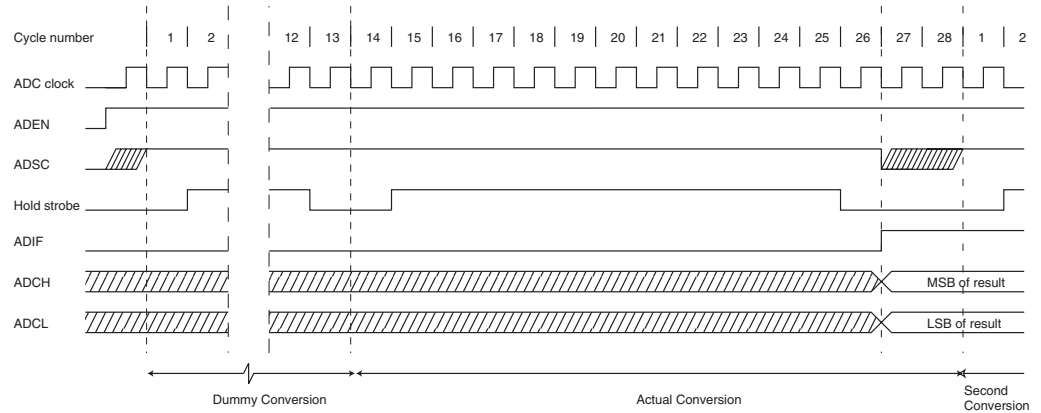 Cycle number 1 2 12 13 14 15 16 17 18 19 20 21 22 23 24 25 26 27 28 1 2
ADC clock
ADEN
ADSC
Hold strobe
ADIF
ADCH MSB of result
ADCL LSB of result
Dummy Conversion Actual Conversion Second
Conversion